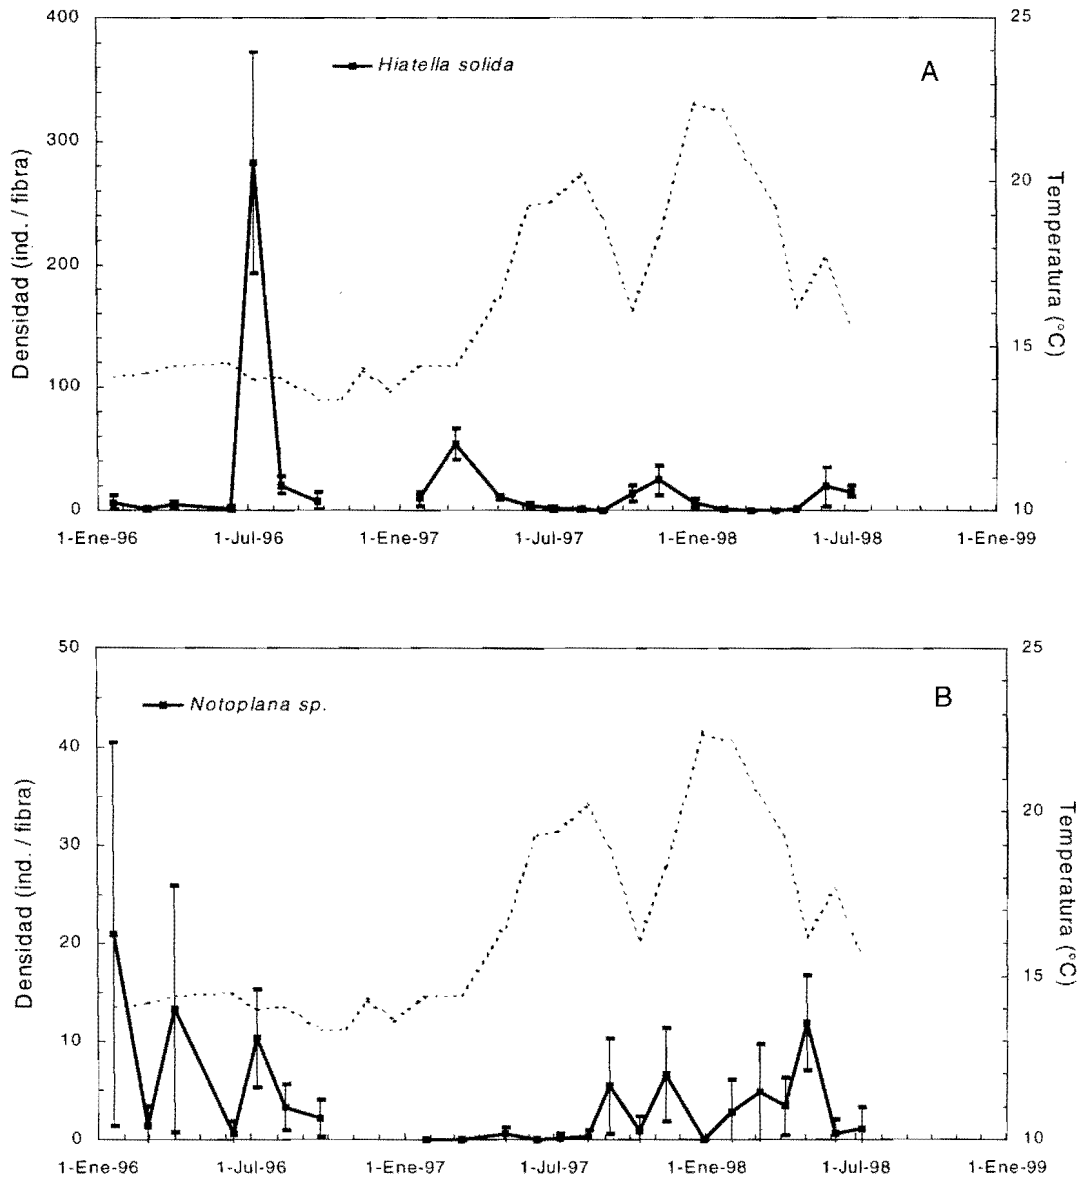 400
25
Hiatella solida
A
300
20
200
15
100
0
10
Densidad (ind. / fibra)
Temperatura (°C)
1-Ene-96
1-Jul-96
1-Ene-97
1-Jul-97
1-Ene-98
1-Jul-98
1-Ene-99
50
25
Notoplana sp.
B
40
20
30
20
15
10
0
10
Densidad (ind. / fibra)
Temperatura (°C)
1-Ene-96
1-Jul-96
1-Ene-97
1-Jul-97
1-Ene-98
1-Jul-98
1-Ene-99